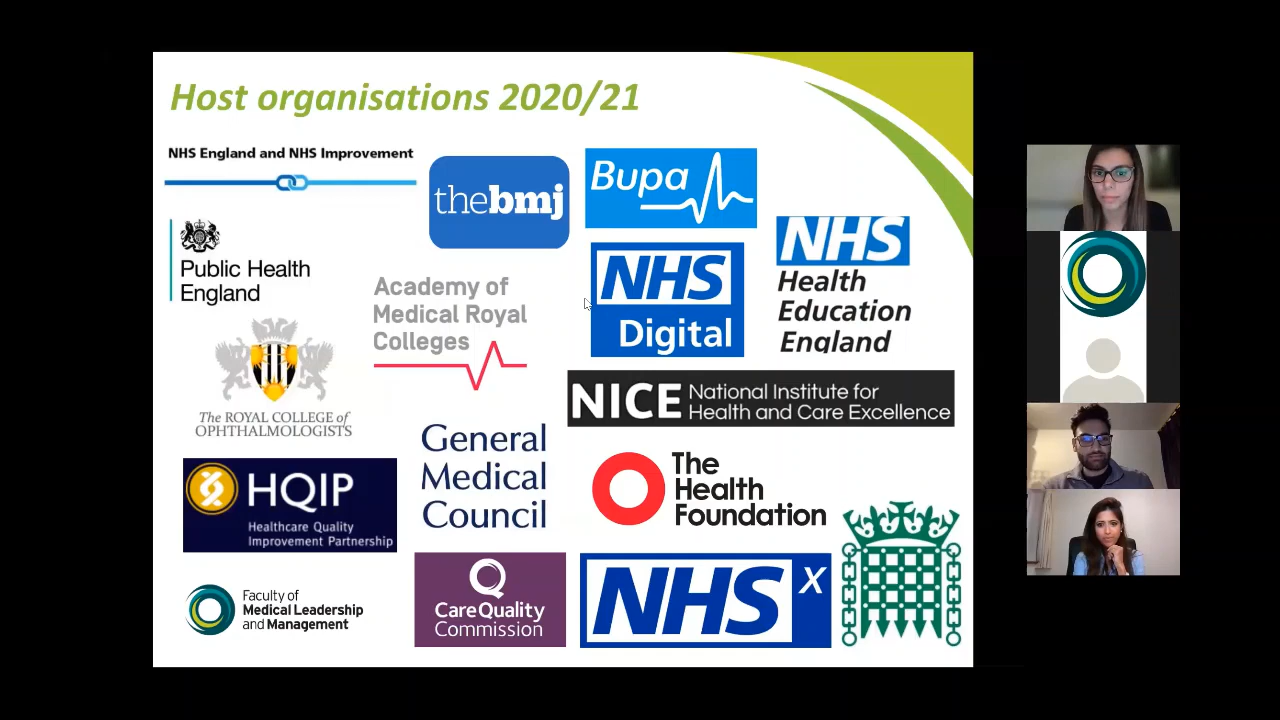 Host organisations 2020/21
NHS England and NHS Improvement
thebmj
Bupa
Public Health
England
NHS
Health
Education
England
Academy of
Medical Royal
Colleges
NHS
Digital
The ROYAL COLLEGE of
OPHTHALMOLOGISTS
NICE
National Institute for
Health and Care Excellence
General
Medical
Council
HQIP
Healthcare Quality
Improvement Partnership
The
Health
Foundation
Faculty of
Medical Leadership
and Management
CareQuality
Commission
NHS X